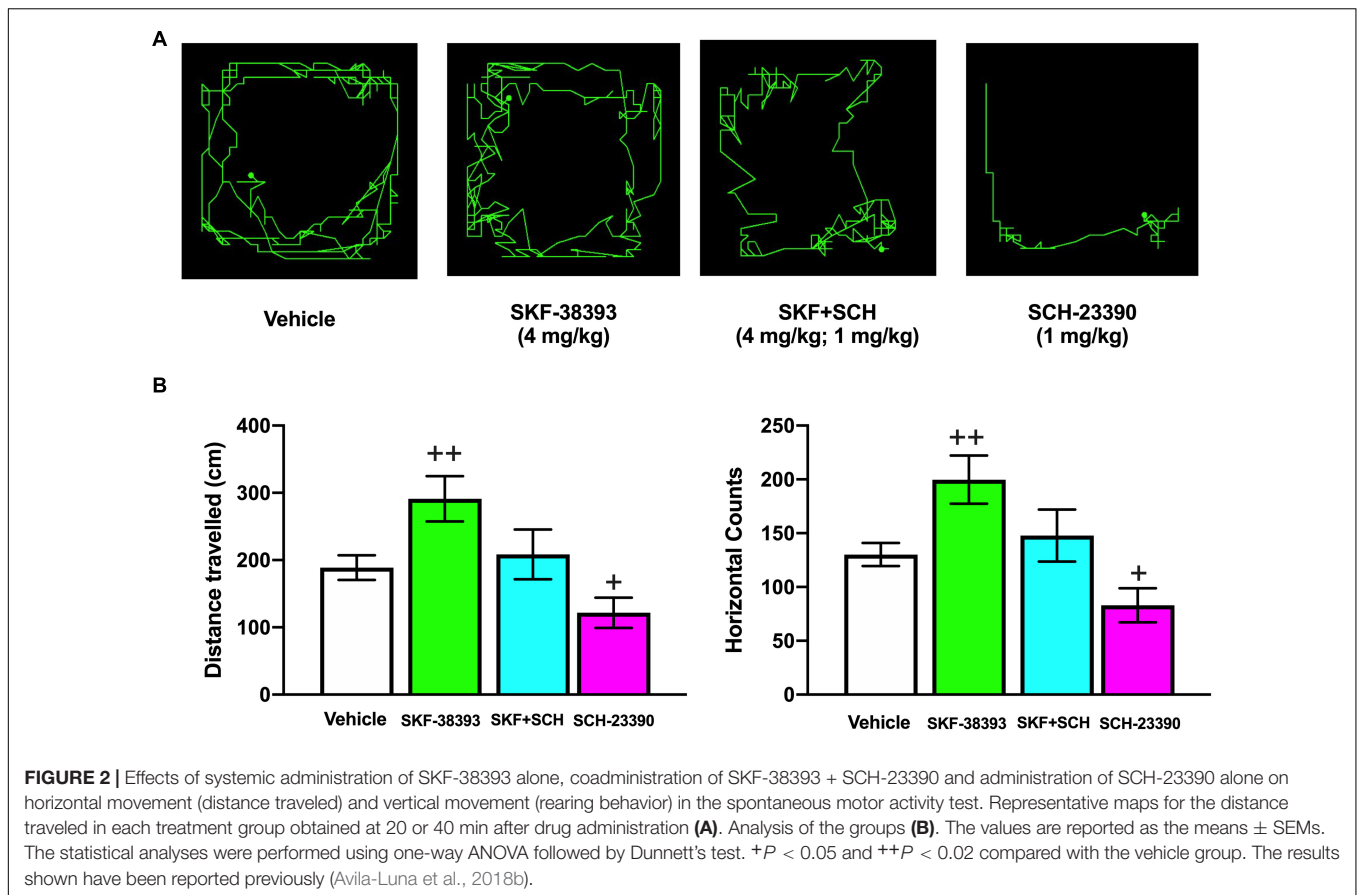 A
Vehicle
SKF-38393
(4 mg/kg)
SKF+SCH
(4 mg/kg; 1 mg/kg)
SCH-23390
(1 mg/kg)
B
Distance travelled (cm)
400
300
200
100
0
++
+
Vehicle SKF-38393 SKF+SCH SCH-23390
Horizontal Counts
250
200
150
100
50
0
++
+
Vehicle SKF-38393 SKF+SCH SCH-23390
FIGURE 2 | Effects of systemic administration of SKF-38393 alone, coadministration of SKF-38393 + SCH-23390 and administration of SCH-23390 alone on
horizontal movement (distance traveled) and vertical movement (rearing behavior) in the spontaneous motor activity test. Representative maps for the distance
traveled in each treatment group obtained at 20 or 40 min after drug administration (A). Analysis of the groups (B). The values are reported as the means ± SEMs.
The statistical analyses were performed using one-way ANOVA followed by Dunnett's test. +P < 0.05 and ++P < 0.02 compared with the vehicle group. The results
shown have been reported previously (Avila-Luna et al., 2018b).